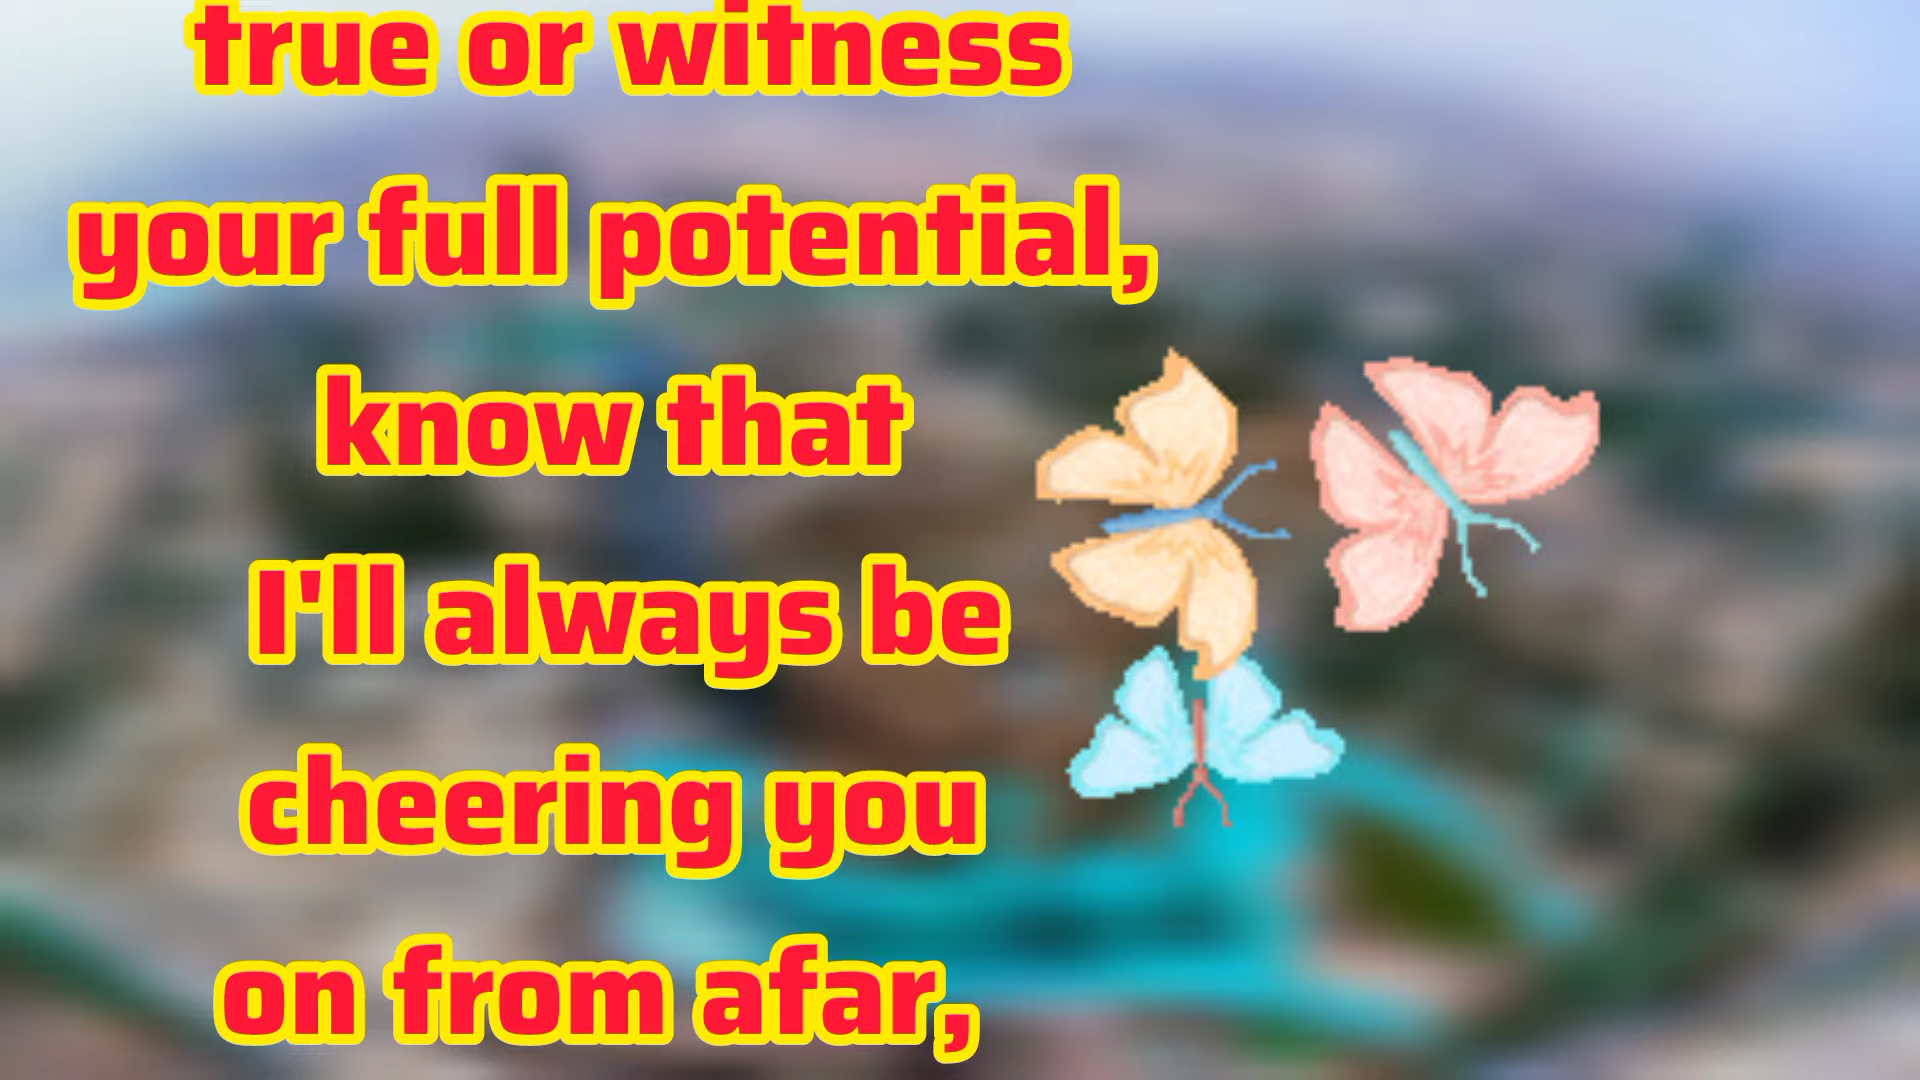 true or witness
your full potential,
know that
I'll always be
cheering you
on from afar,